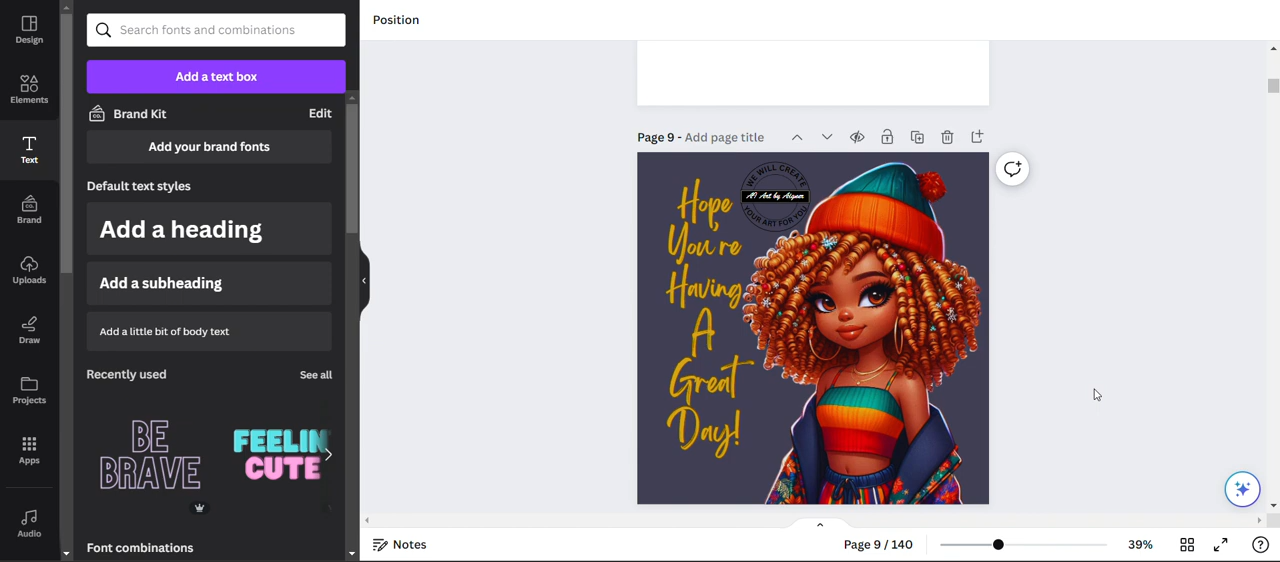 Design
Elements
Text
Brand
Uploads
Draw
Projects
Apps
Audio
Search fonts and combinations
Add a text box
Brand Kit
Edit
Add your brand fonts
Default text styles
Add a heading
Add a subheading
Add a little bit of body text
Recently used
See all
BE
BRAVE
FEELIN
CUTE
Font combinations
Position
Page 9 - Add page title
WE WILL CREATE
Art by Aigner
YOUR ART FOR YOU
Hope
You're
Having
A
Great
Day!
Notes
Page 9 / 140
39%